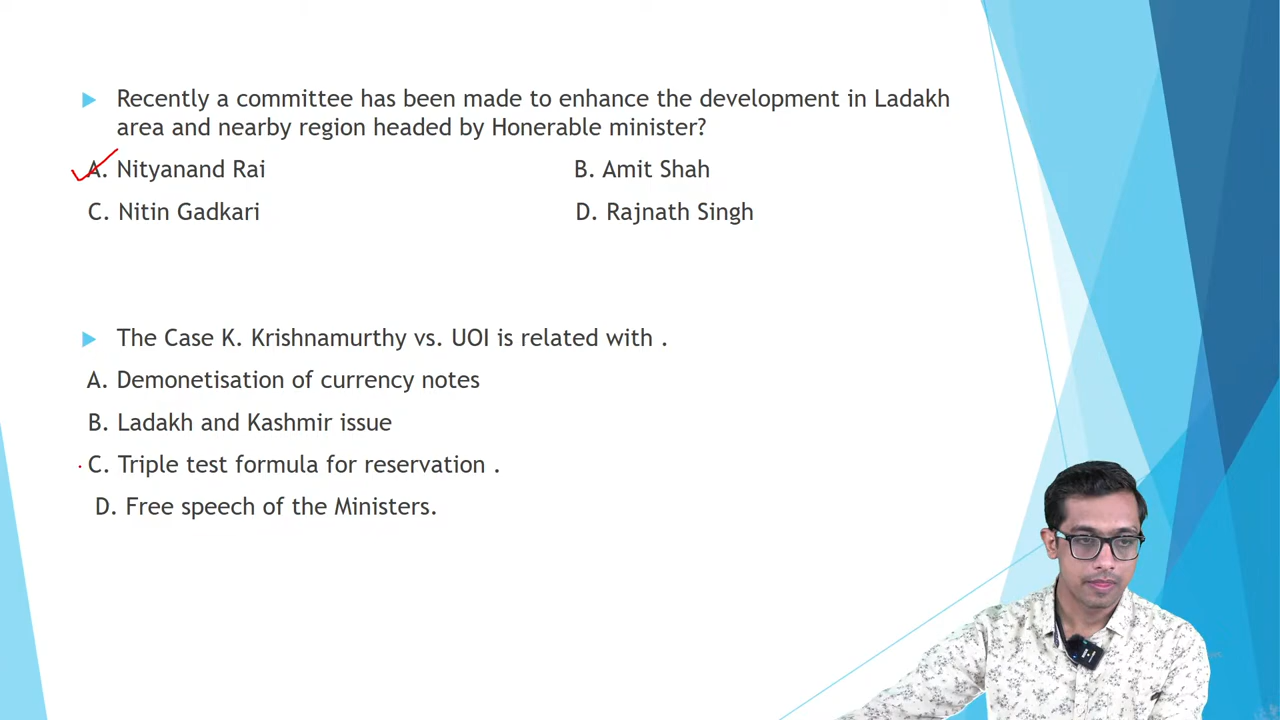 Recently a committee has been made to enhance the development in Ladakh
area and nearby region headed by Honerable minister?
A. Nityanand Rai B. Amit Shah
C. Nitin Gadkari D. Rajnath Singh
The Case K. Krishnamurthy vs. UOI is related with .
A. Demonetisation of currency notes
B. Ladakh and Kashmir issue
C. Triple test formula for reservation .
D. Free speech of the Ministers.